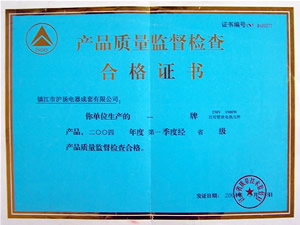 证书编号(N):
产品质量监督检查
合格证书
镇江市沪扬电器成套有限公司:
你单位生产的 一 牌
产品,二〇〇四 年度 第一季度经 省 级
产品质量监督检查合格。
发证日期: